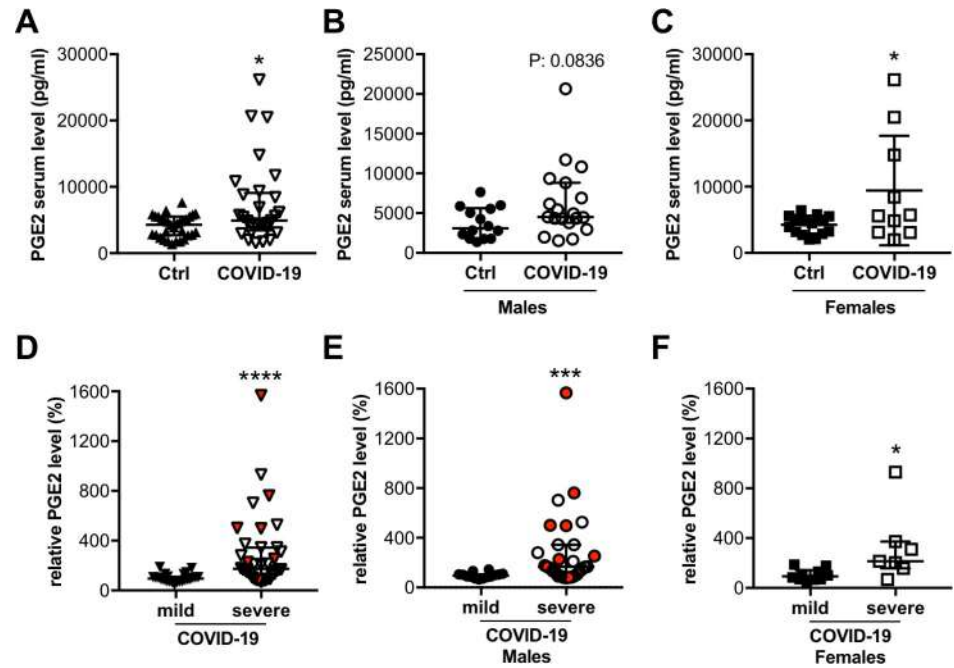 A
PGE2 serum level (pg/ml)
30000
20000
10000
0
*
Ctrl COVID-19
B
PGE2 serum level (pg/ml)
25000
20000
15000
10000
5000
0
P: 0.0836
Ctrl COVID-19
Males
C
PGE2 serum level (pg/ml)
30000
20000
10000
0
*
Ctrl COVID-19
Females
D
relative PGE2 level (%)
1600
1200
800
400
0
****
mild severe
COVID-19
E
relative PGE2 level (%)
1600
1200
800
400
0
***
mild severe
COVID-19
Males
F
relative PGE2 level (%)
1600
1200
800
400
0
*
mild severe
COVID-19
Females